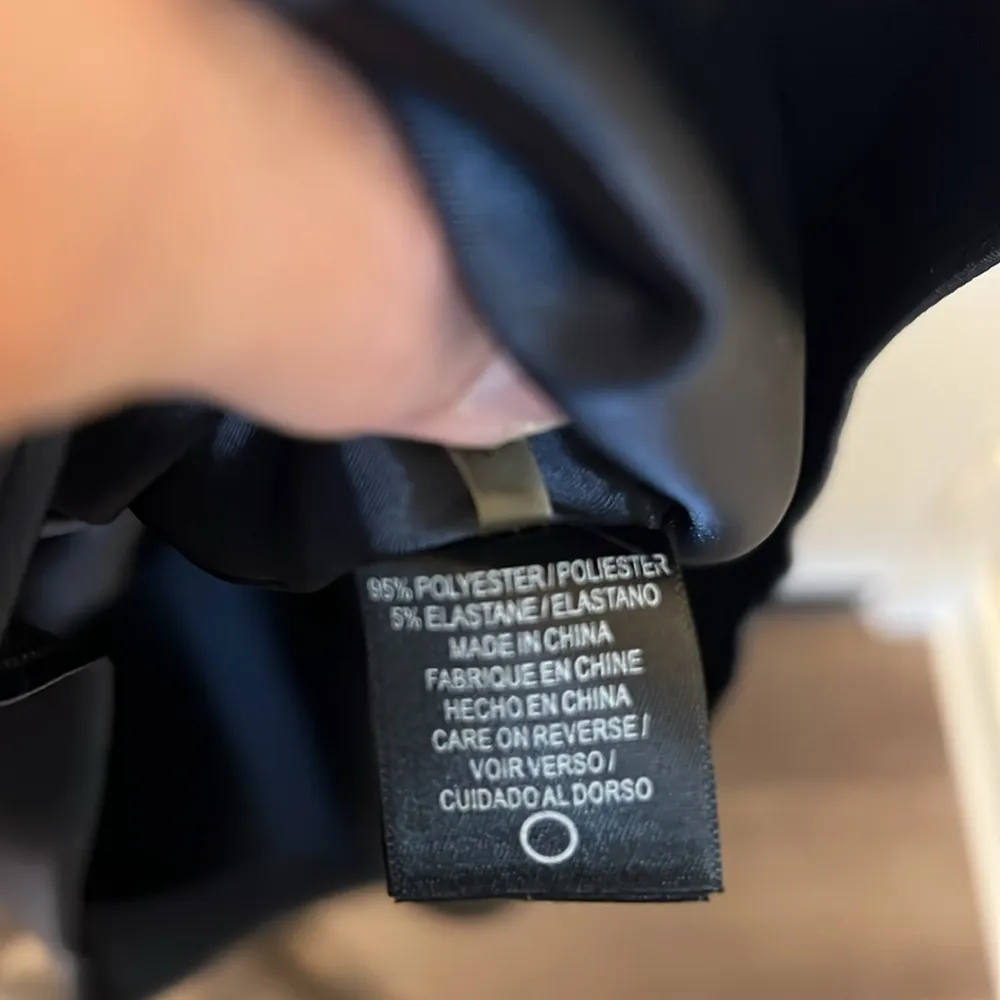 95% POLYESTER / POLIESTER
5% ELASTANE / ELASTANO
MADE IN CHINA
FABRIQUE EN CHINE
HECHO EN CHINA
CARE ON REVERSE /
VOIR VERSO /
CUIDADO AL DORSO